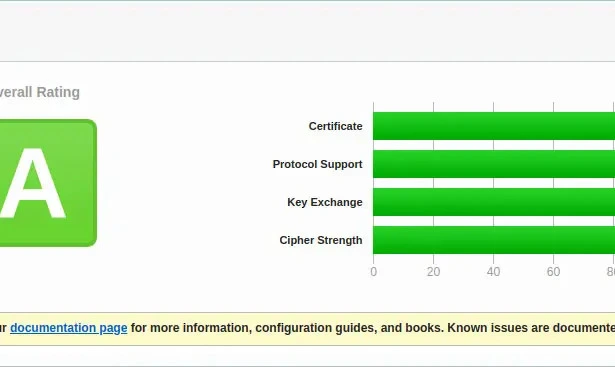 verall Rating
A
Certificate
Protocol Support
Key Exchange
Cipher Strength
0 20 40 60
ur documentation page for more information, configuration guides, and books. Known issues are documente